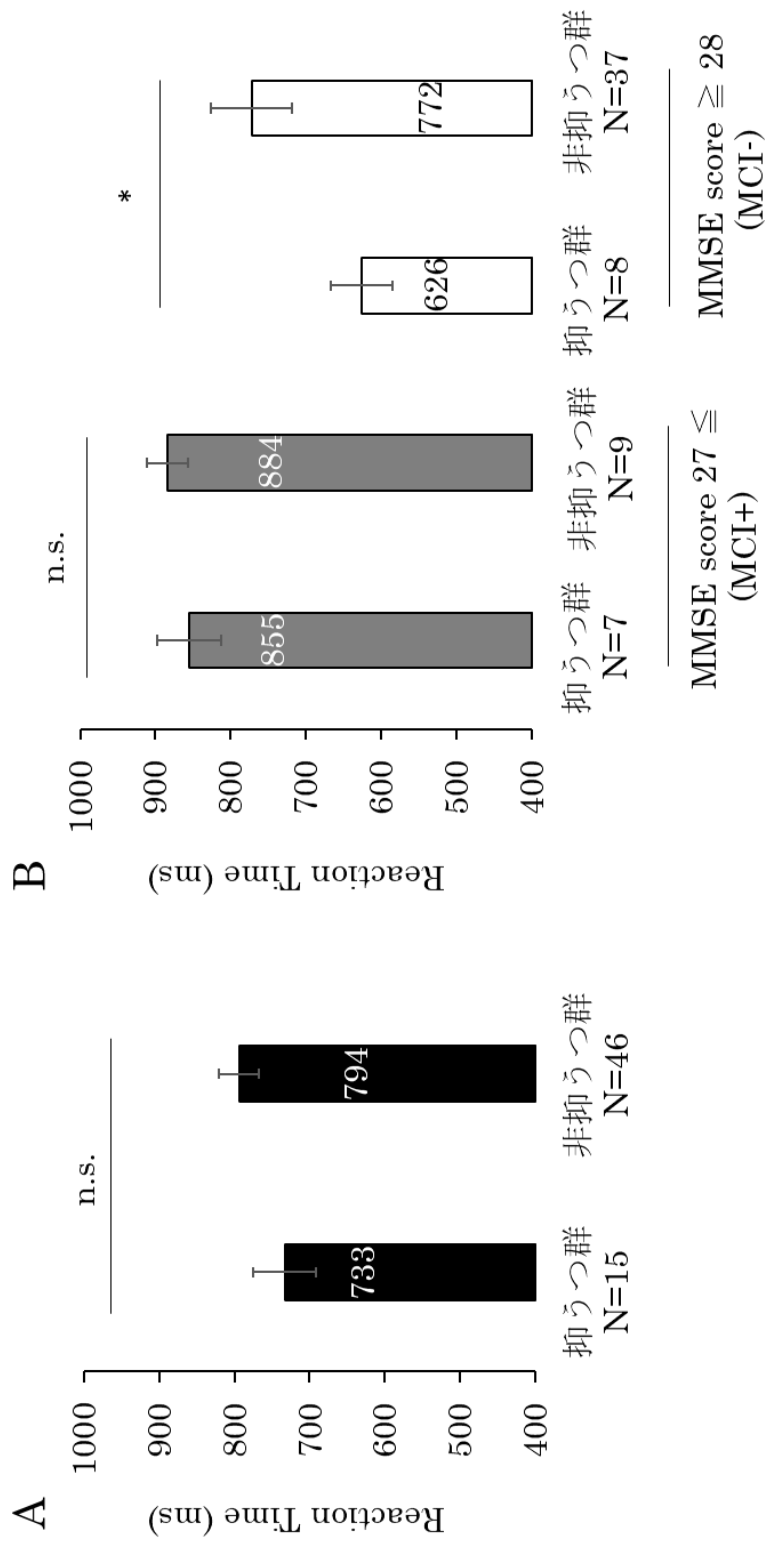 A
Reaction Time (ms)
1000
900
800
700
600
500
400
n.s.
733
794
抑うつ群
N=15
非抑うつ群
N=46
B
Reaction Time (ms)
1000
900
800
700
600
500
400
n.s.
*
855
884
626
772
抑うつ群
N=7
非抑うつ群
N=9
抑うつ群
N=8
非抑うつ群
N=37
MMSE score 27 ≦
(MCI+)
MMSE score ≧ 28
(MCI-)